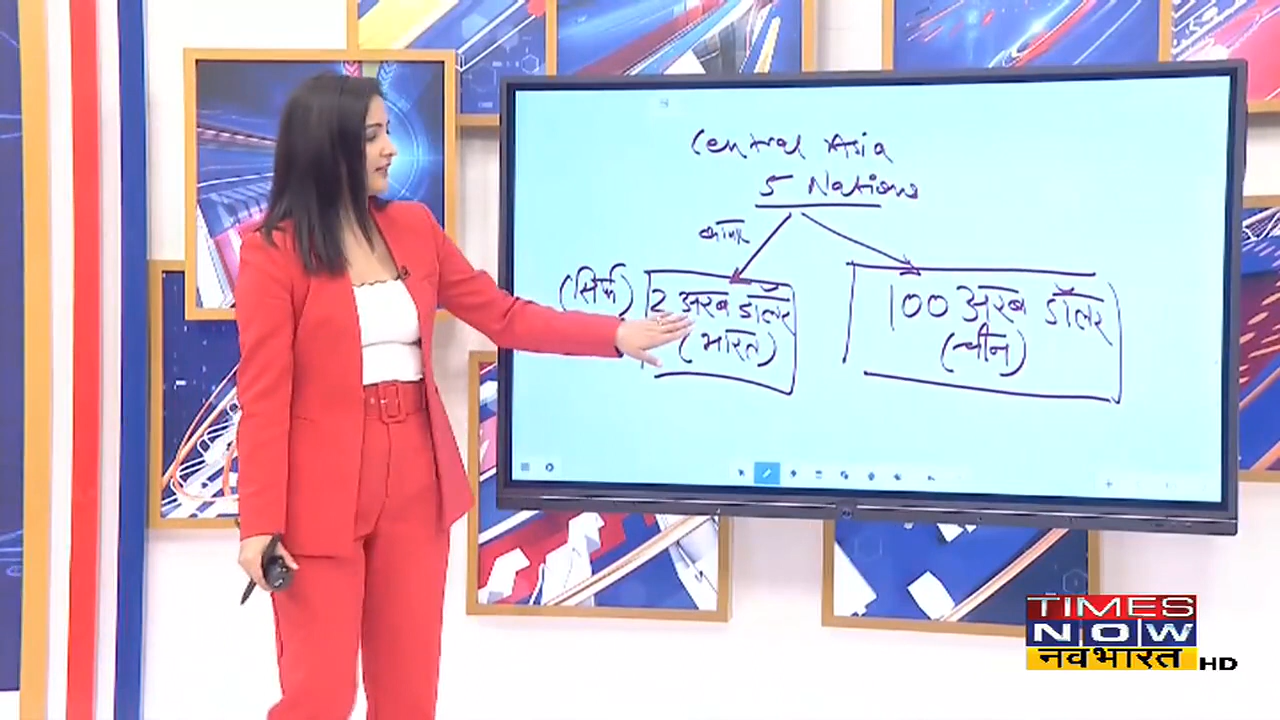 Central Asia
5 Nations
(सिर्फ) 2 अरब डॉलर
(भारत)
100 अरब डॉलर
(चीन)
TIMES
NOW
नवभारत HD